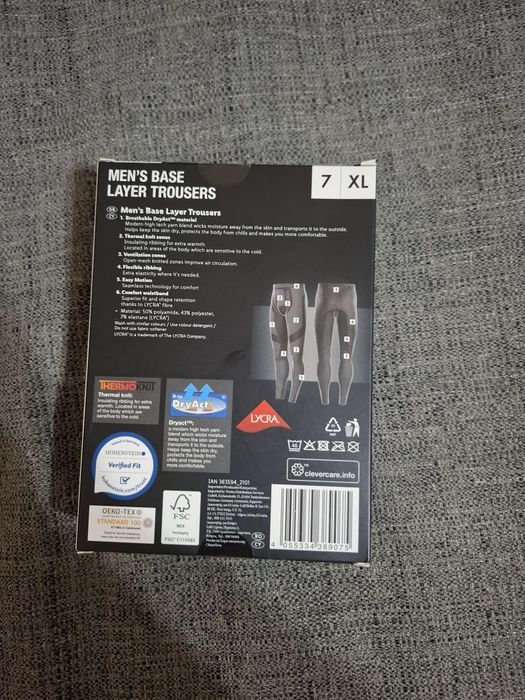 MEN'S BASE
LAYER TROUSERS
7 XL
GB CY Men's Base Layer Trousers
1. Breathable DryAct™ material
Modern high tech yarn blend wicks moisture away from the skin and transports it to the outside.
Helps keep the skin dry, protects the body from chills and makes you more comfortable.
2. Thermal knit zones
Insulating ribbing for extra warmth.
Located in areas of the body which are sensitive to the cold.
3. Ventilation zones
Open-mesh knitted zones improve air circulation.
4. Flexible ribbing
Extra elasticity where it's needed.
5. Easy Motion
Seamless technology for comfort
6. Comfort waistband
Superior fit and shape retention
thanks to LYCRA® fibre
• Material: 50% polyamide, 43% polyester,
7% elastane (LYCRA®)
Wash with similar colours / Use colour detergent /
Do not use fabric softener
LYCRA® is a trademark of The LYCRA Company.
THERMOKNIT
Thermal knit:
Insulating ribbing for extra
warmth. Located in areas
of the body which are
sensitive to the cold.
DryAct
Dryact™:
a modern high tech yarn
blend which wicks moisture
away from the skin and
transports it to the outside.
Helps keep the skin dry,
protects the body from
chills and makes you
more comfortable.
LYCRA
PAP
HOHENSTEIN
Verified Fit
hohenstein.com/
clevercare.info
OEKO-TEX®
STANDARD 100
FSC
MIX
Packaging
IAN 363594_2101
RO
CY
4 055334 389075